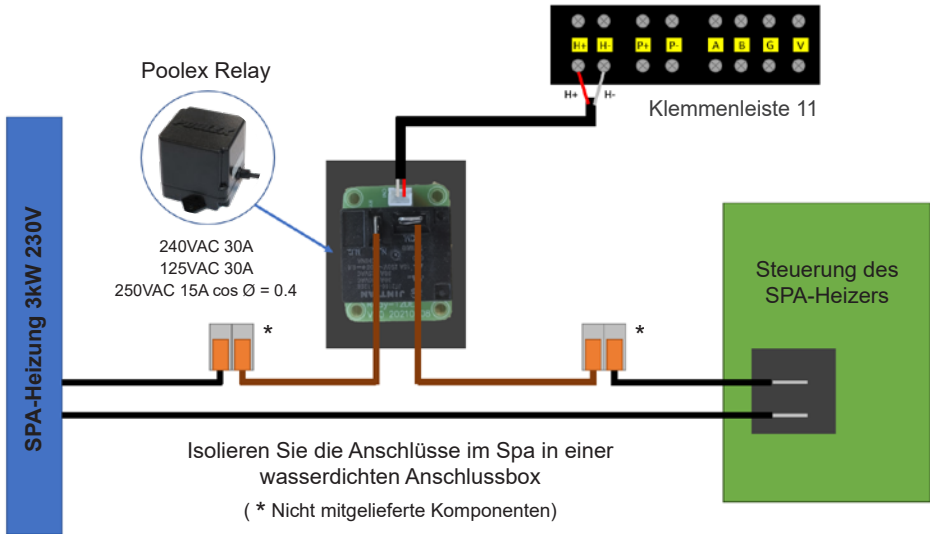 H+ H- P+ P- A B G V
H+ H-
Klemmenleiste 11
Poolex Relay
POOLEX
240VAC 30A
125VAC 30A
250VAC 15A cos Ø = 0.4
SPA-Heizung 3kW 230V
Steuerung des
SPA-Heizers
*
*
Isolieren Sie die Anschlüsse im Spa in einer
wasserdichten Anschlussbox
( * Nicht mitgelieferte Komponenten)